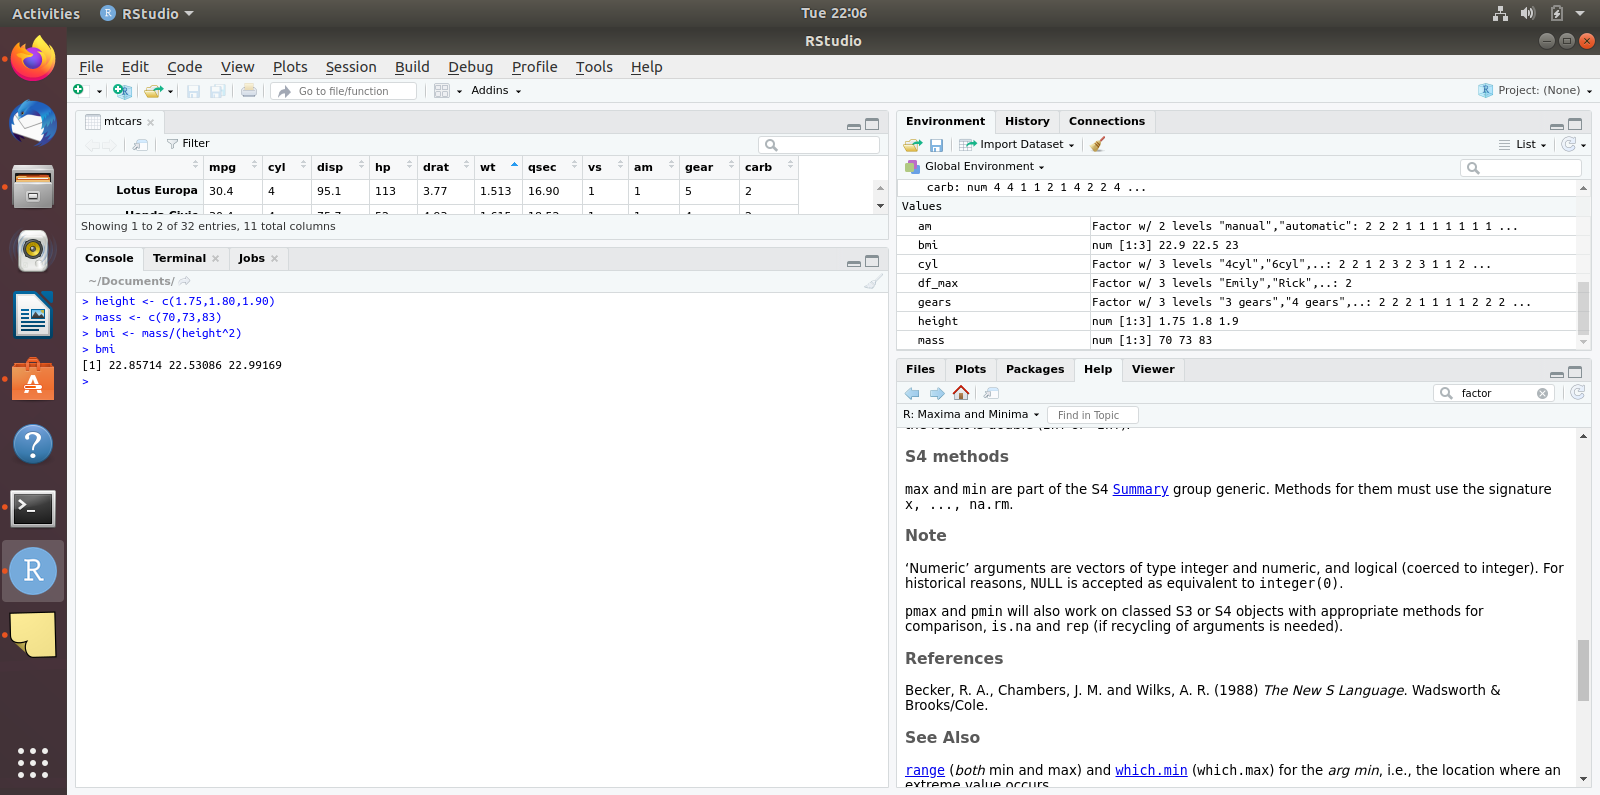 Activities RStudio Tue 22:06
RStudio
File Edit Code View Plots Session Build Debug Profile Tools Help
Go to file/function Addins Project: (None)
mtcars
Filter
mpg cyl disp hp drat wt qsec vs am gear carb
Lotus Europa 30.4 4 95.1 113 3.77 1.513 16.90 1 1 5 2
Showing 1 to 2 of 32 entries, 11 total columns
Console Terminal Jobs
~/Documents/
> height <- c(1.75,1.80,1.90)
> mass <- c(70,73,83)
> bmi <- mass/(height^2)
> bmi
[1] 22.85714 22.53086 22.99169
>
Environment History Connections
Import Dataset List
Global Environment
carb: num 4 4 1 1 2 1 4 2 2 4 ...
Values
am Factor w/ 2 levels "manual","automatic": 2 2 2 1 1 1 1 1 1 1 ...
bmi num [1:3] 22.9 22.5 23
cyl Factor w/ 3 levels "4cyl","6cyl",..: 2 2 1 2 3 2 3 1 1 2 ...
df_max Factor w/ 3 levels "Emily","Rick",..: 2
gears Factor w/ 3 levels "3 gears","4 gears",..: 2 2 2 1 1 1 1 2 2 2 ...
height num [1:3] 1.75 1.8 1.9
mass num [1:3] 70 73 83
Files Plots Packages Help Viewer
factor
R: Maxima and Minima Find in Topic
S4 methods
max and min are part of the S4 Summary group generic. Methods for them must use the signature
x, ..., na.rm.
Note
‘Numeric’ arguments are vectors of type integer and numeric, and logical (coerced to integer). For
historical reasons, NULL is accepted as equivalent to integer(0).
pmax and pmin will also work on classed S3 or S4 objects with appropriate methods for
comparison, is.na and rep (if recycling of arguments is needed).
References
Becker, R. A., Chambers, J. M. and Wilks, A. R. (1988) The New S Language. Wadsworth &
Brooks/Cole.
See Also
range (both min and max) and which.min (which.max) for the arg min, i.e., the location where an
extreme value occurs